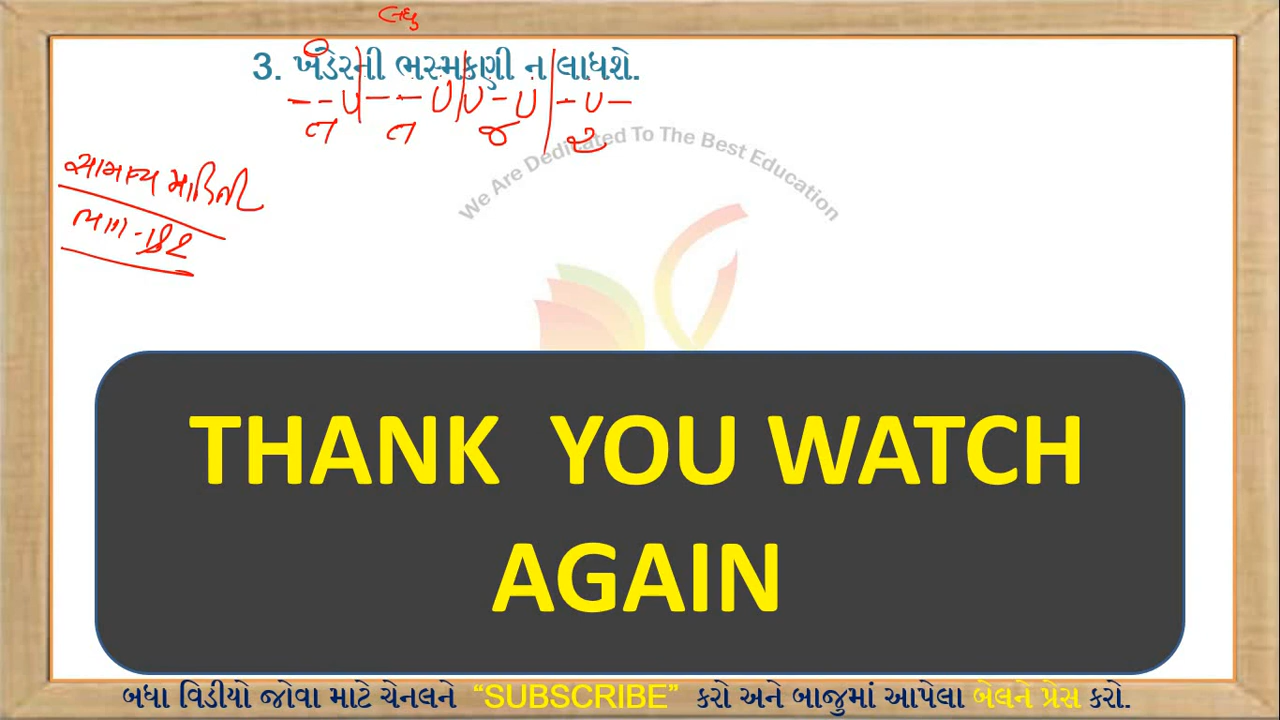 લઘુ
3. ખંડેરની ભસ્મકણી ન લાધશે.
– – U | – – U | U – U | – U –
ત ત જ ર
We Are Dedicated To The Best Education
સામાન્ય માહિતી
ભાગ-
THANK YOU WATCH
AGAIN
બધા વિડીયો જોવા માટે ચેનલને “SUBSCRIBE” કરો અને બાજુમાં આપેલા બેલને પ્રેસ કરો.